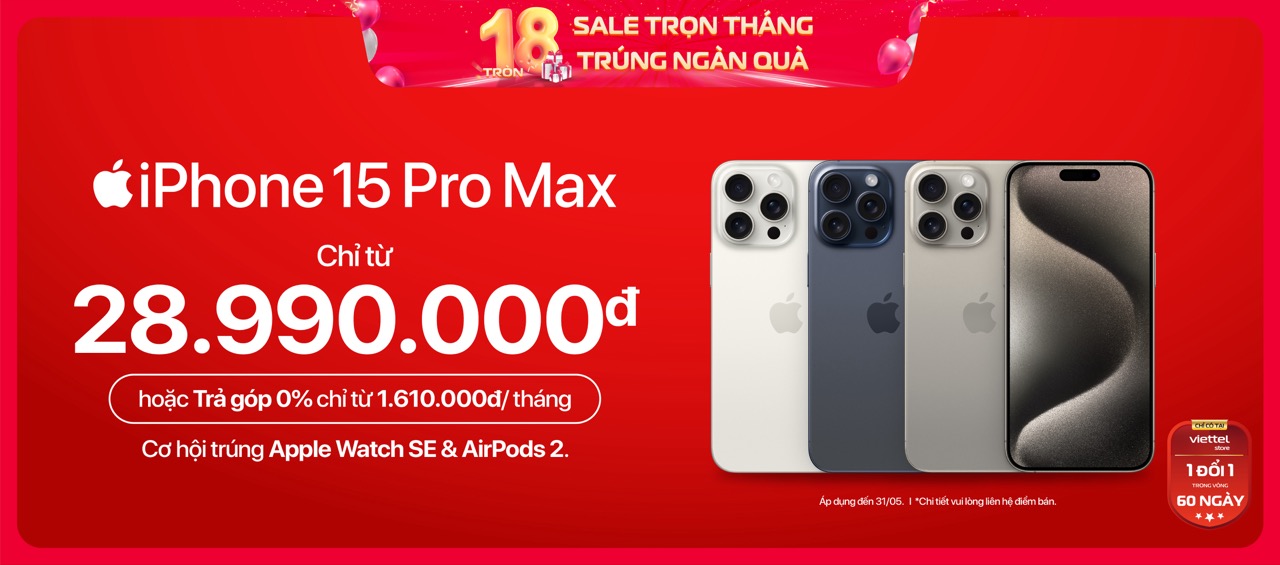 TRÒN 18
SALE TRỌN THÁNG
TRÚNG NGÀN QUÀ
iPhone 15 Pro Max
Chỉ từ
28.990.000đ
hoặc Trả góp 0% chỉ từ 1.610.000đ/ tháng
Cơ hội trúng Apple Watch SE & AirPods 2.
Áp dụng đến 31/05. | *Chi tiết vui lòng liên hệ điểm bán.
CHỈ CÓ TẠI
viettel
store
1 ĐỔI 1
TRONG VÒNG
60 NGÀY